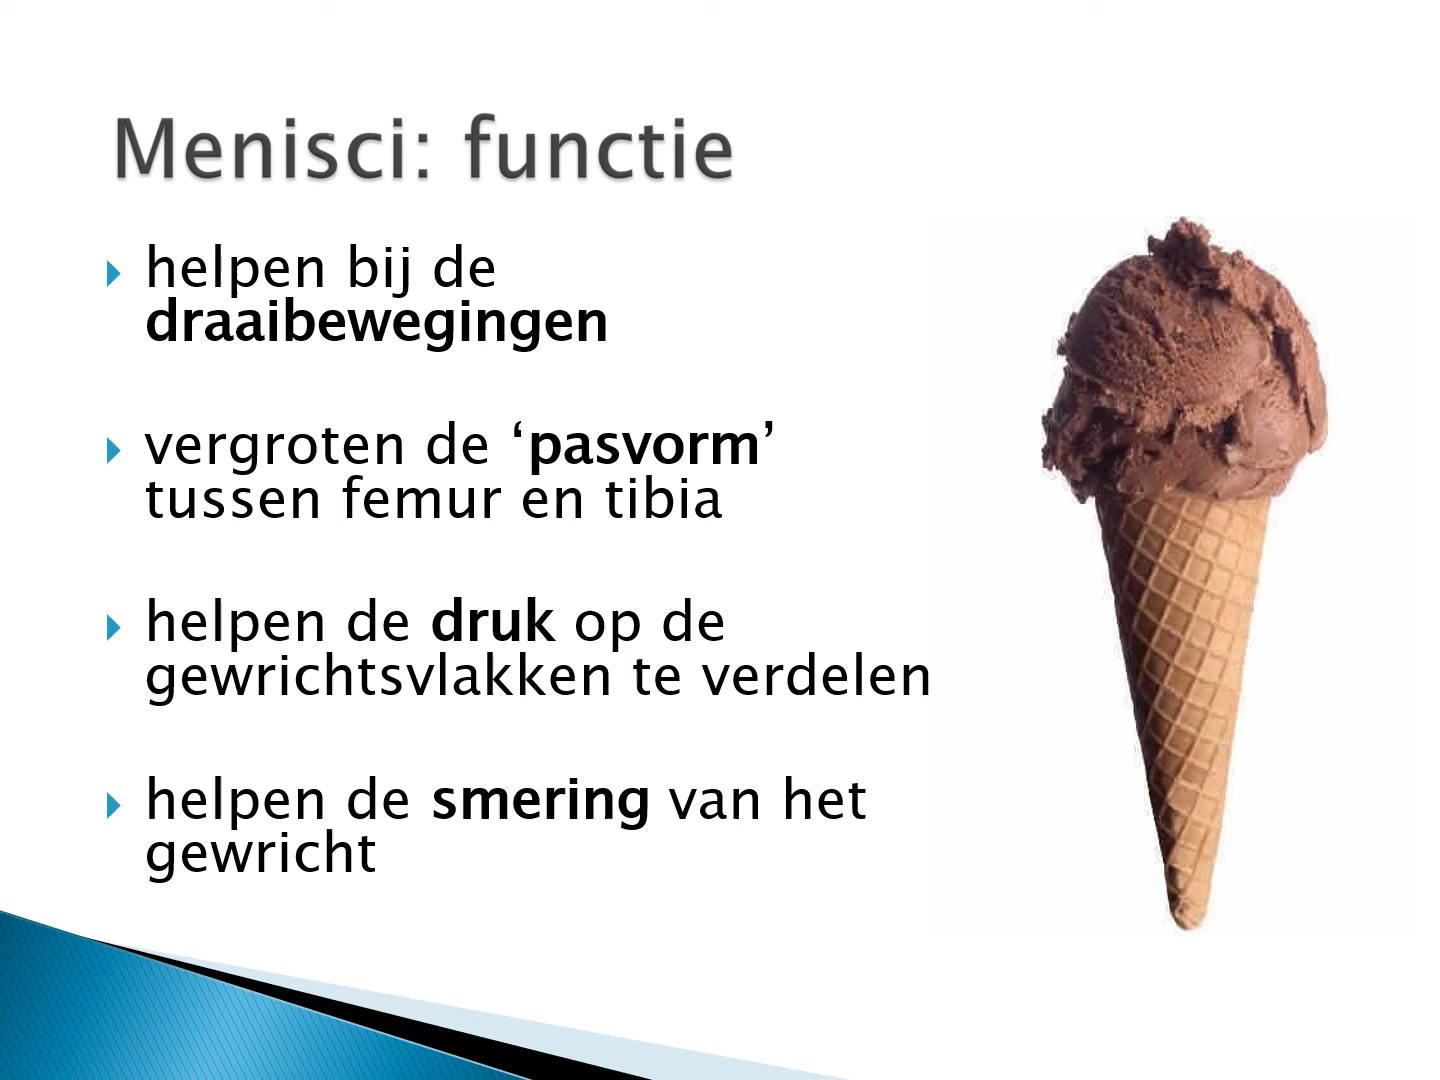 Menisci: functie
helpen bij de
draaibewegingen
vergroten de ‘pasvorm’
tussen femur en tibia
helpen de druk op de
gewrichtsvlakken te verdelen
helpen de smering van het
gewricht